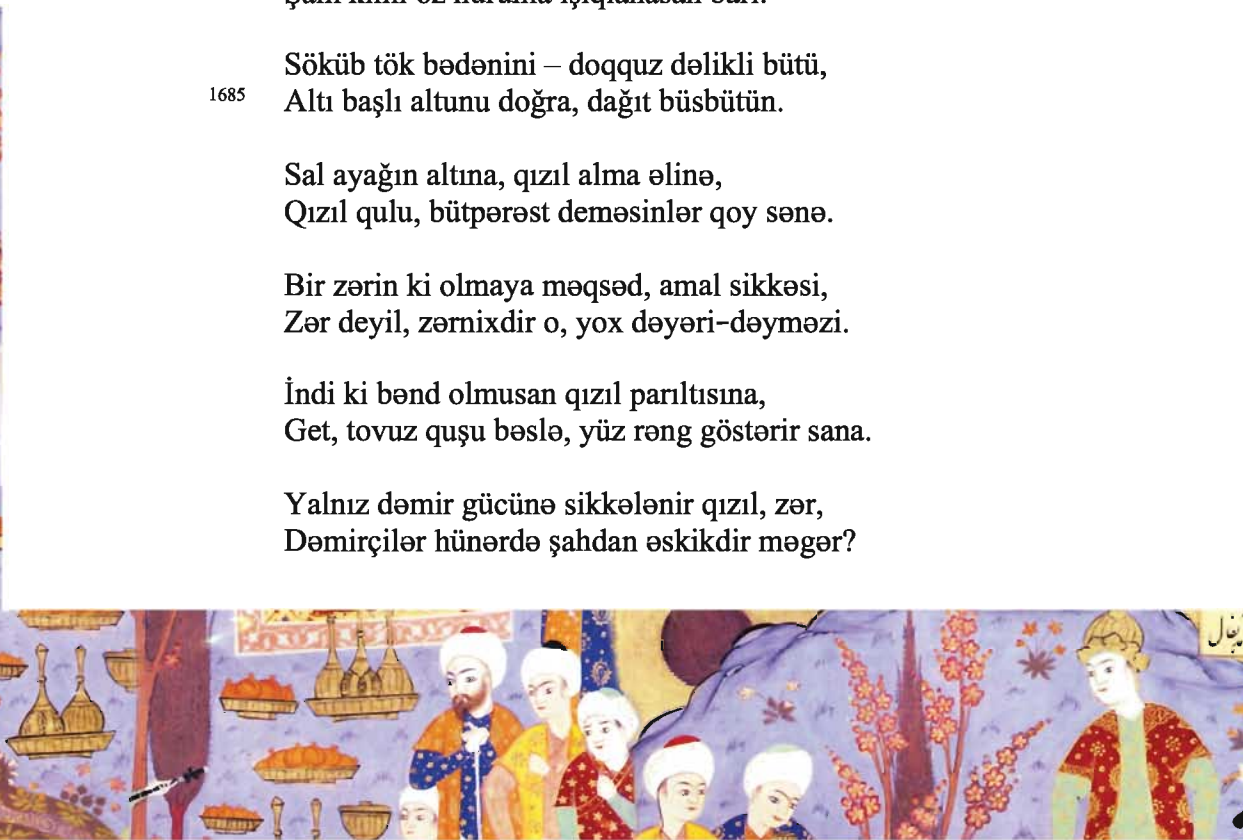 Söküb tök bədənini – doqquz dəlikli bütü,
1685 Altı başlı altunu doğra, dağıt büsbütün.
Sal ayağın altına, qızıl alma əlinə,
Qızıl qulu, bütpərəst deməsinlər qoy sənə.
Bir zərin ki olmaya məqsəd, amal sikkəsi,
Zər deyil, zərnixdir o, yox dəyəri-dəyməzi.
İndi ki bənd olmusan qızıl parıltısına,
Get, tovuz quşu bəslə, yüz rəng göstərir sana.
Yalnız dəmir gücünə sikkələnir qızıl, zər,
Dəmirçilər hünərdə şahdan əskikdir məgər?